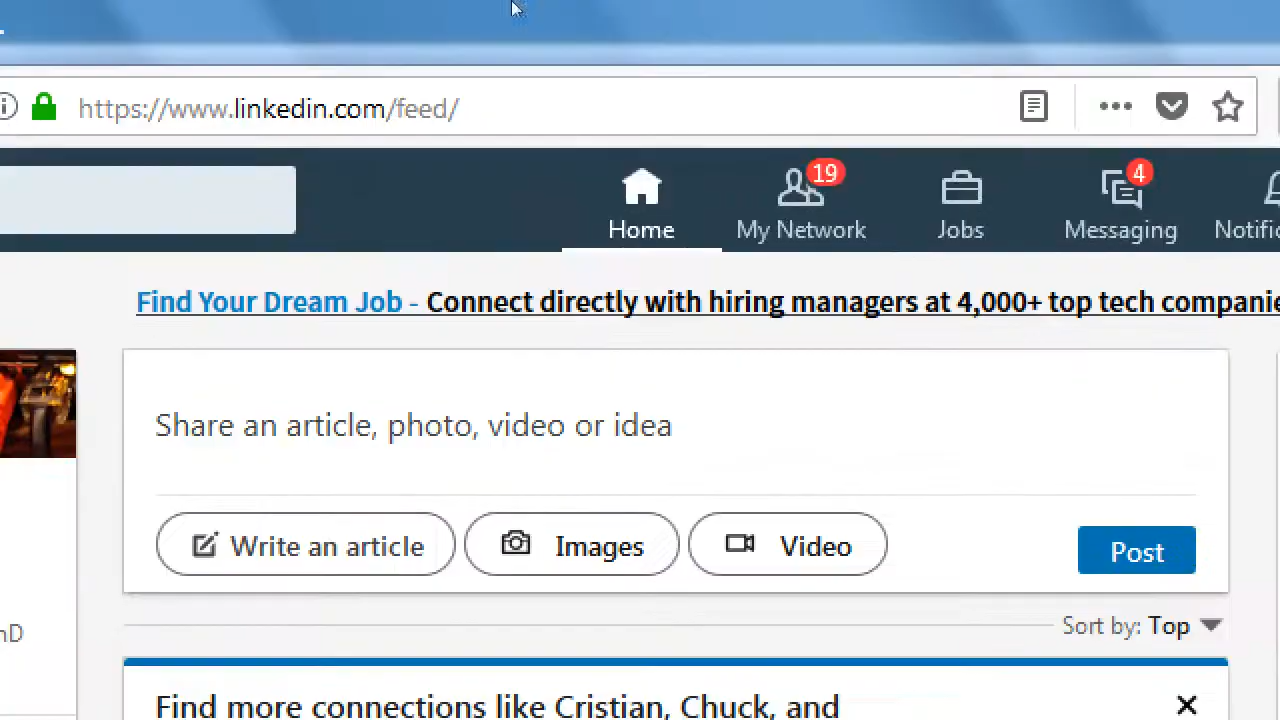 https://www.linkedin.com/feed/
19
4
Home
My Network
Jobs
Messaging
Find Your Dream Job - Connect directly with hiring managers at 4,000+ top tech
Share an article, photo, video or idea
Write an article
Images
Video
Post
Sort by: Top
Find more connections like Cristian, Chuck, and